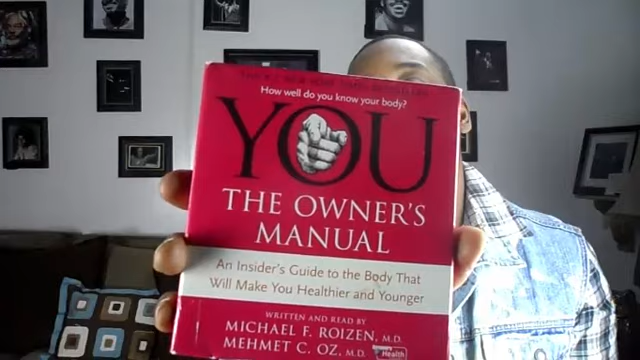 How well do you know your body?
YOU
THE OWNER'S
MANUAL
An Insider's Guide to the Body That
Will Make You Healthier and Younger
WRITTEN AND READ BY
MICHAEL F. ROIZEN, M.D.
MEHMET C. OZ, M.D.
Health